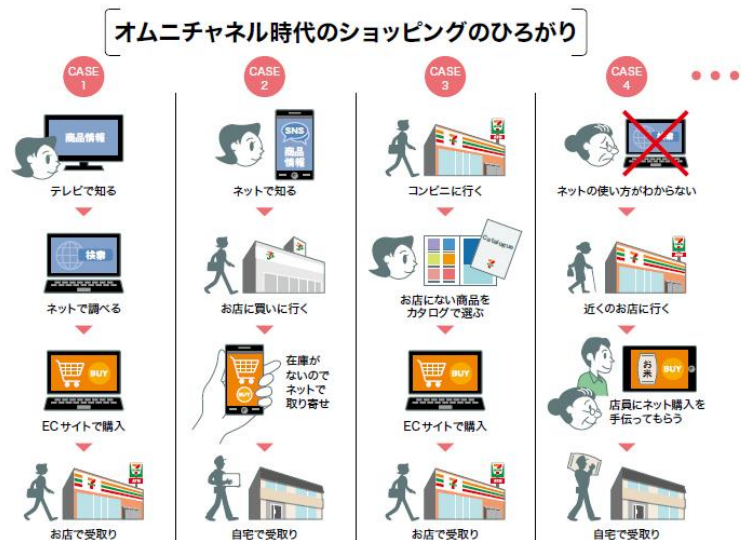 オムニチャネル時代のショッピングのひろがり
CASE
1
商品情報
テレビで知る
検索
ネットで調べる
BUY
ECサイトで購入
お店で受取り
CASE
2
SNS
商品
情報
ネットで知る
お店に買いに行く
BUY
在庫が
ないので
ネットで
取り寄せ
自宅で受取り
CASE
3
コンビニに行く
Catalogue
お店にない商品を
カタログで選ぶ
BUY
ECサイトで購入
お店で受取り
CASE
4
ネットの使い方がわからない
近くのお店に行く
お米
BUY
店員にネット購入を
手伝ってもらう
自宅で受取り